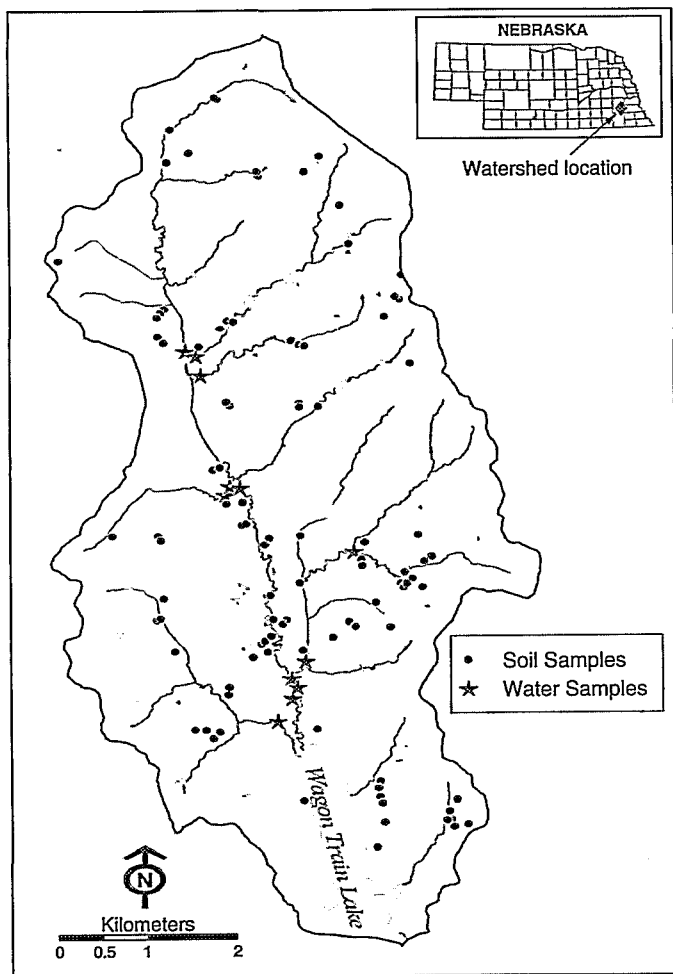 NEBRASKA
Watershed location
Soil Samples
Water Samples
Wagon Train Lake
N
Kilometers
0 0.5 1 2